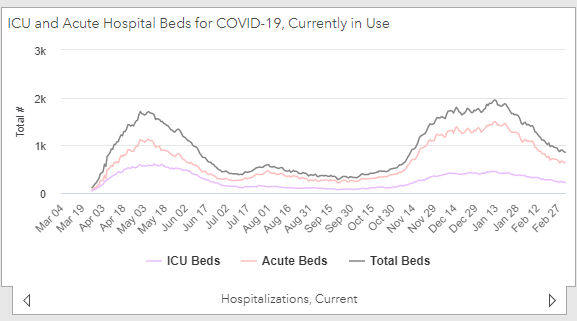 ICU and Acute Hospital Beds for COVID-19, Currently in Use
3k
2k
1k
0
Total #
Mar 04
Mar 19
Apr 03
Apr 18
May 03
May 18
Jun 02
Jun 17
Jul 02
Jul 17
Aug 01
Aug 16
Aug 31
Sep 15
Sep 30
Oct 15
Oct 30
Nov 14
Nov 29
Dec 14
Dec 29
Jan 13
Jan 28
Feb 12
Feb 27
ICU Beds Acute Beds Total Beds
Hospitalizations, Current